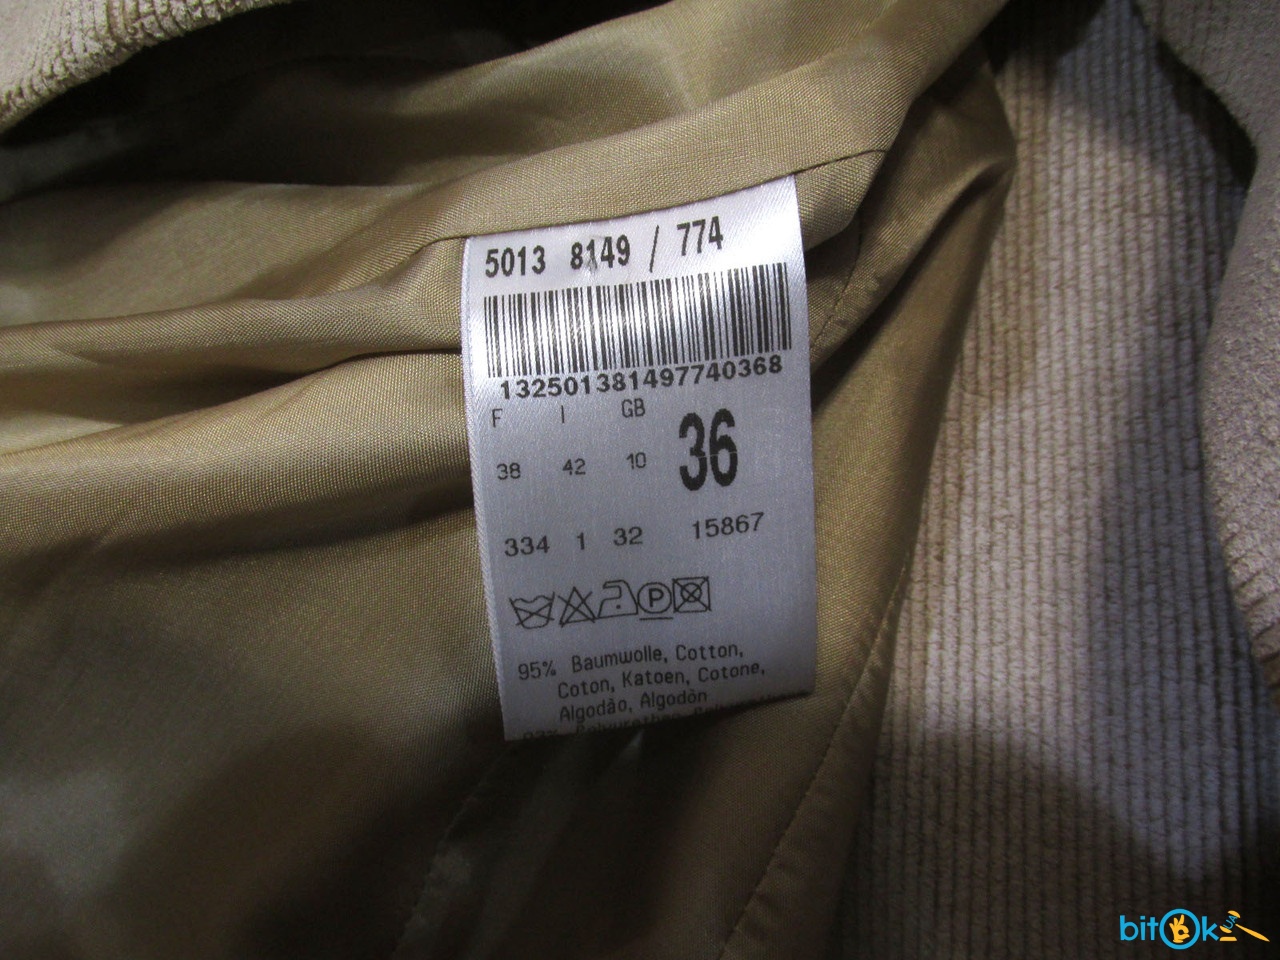 5013 8149 / 774
132501381497740368
F I GB
38 42 10 36
334 1 32 15867
P
95% Baumwolle, Cotton,
Coton, Katoen, Cotone,
Algodão, Algodón
bitOk UA